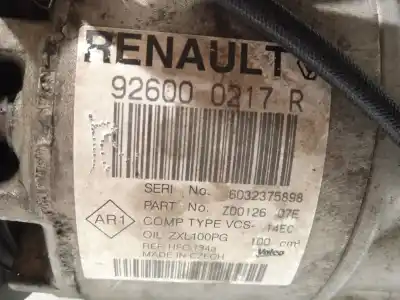 RENAULT
92600 0217 R
SERI No. 6032375898
PART No. Z00126 07E
AR1
COMP TYPE VCS- 14EC
OIL ZXL100PG 100 cm³
REF HFC 134a
MADE IN CZECH Valeo